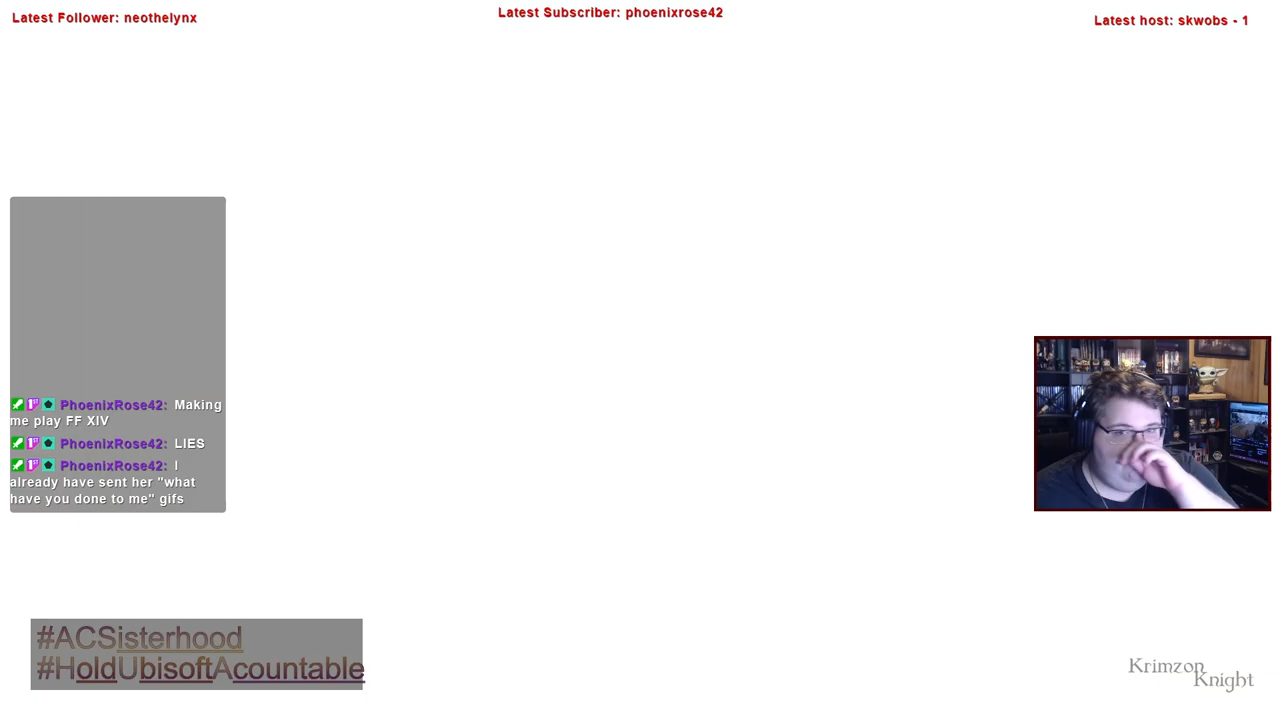 Latest Follower: neothelynx
Latest Subscriber: phoenixrose42
Latest host: skwobs - 1
PhoenixRose42: Making
me play FF XIV
PhoenixRose42: LIES
PhoenixRose42: I
already have sent her "what
have you done to me" gifs
#ACSisterhood
#HoldUbisoftAcountable
Krimzon
Knight